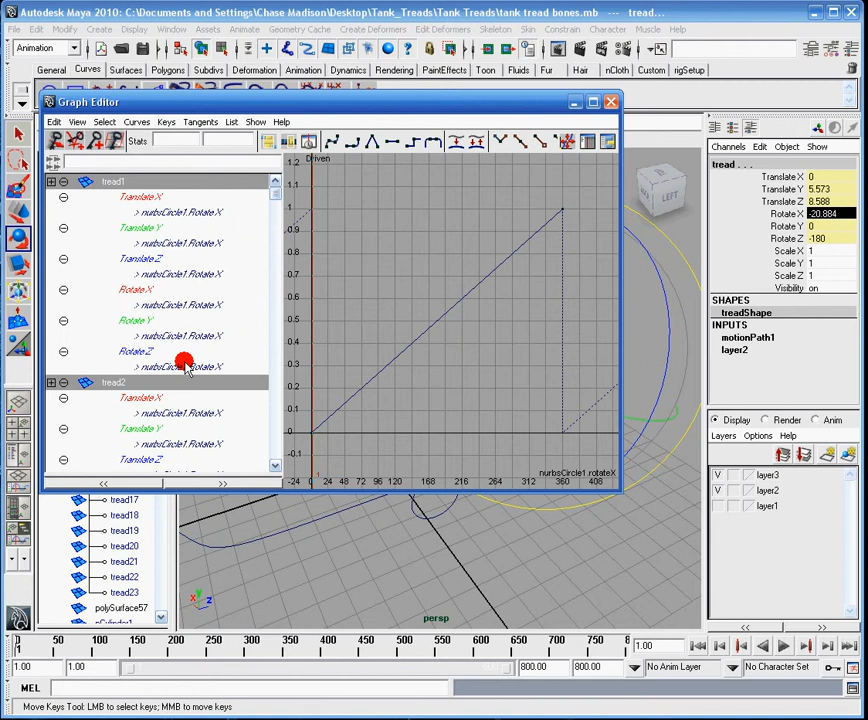 Autodesk Maya 2010: C:\Documents and Settings\Chase Madison\Desktop\Tank_Treads\Tank Treads\tank tread bones.mb --- tread...
File Edit Modify Create Display Window Assets Animate Geometry Cache Create Deformers Edit Deformers Skeleton Skin Constrain Character Muscle
Animation
General Curves Surfaces Polygons Subdivs Deformation Animation Dynamics Rendering PaintEffects Toon Fluids Fur Hair nCloth Custom rigSetup
Graph Editor
Edit View Select Curves Keys Tangents List Show Help
Stats
tread1
Translate X
> nurbsCircle1.Rotate X
Translate Y
> nurbsCircle1.Rotate X
Translate Z
> nurbsCircle1.Rotate X
Rotate X
> nurbsCircle1.Rotate X
Rotate Y
> nurbsCircle1.Rotate X
Rotate Z
> nurbsCircle1.Rotate X
tread2
Translate X
> nurbsCircle1.Rotate X
Translate Y
> nurbsCircle1.Rotate X
Translate Z
Driven
1.2
1.1
1
0.9
0.8
0.7
0.6
0.5
0.4
0.3
0.2
0.1
0
-0.1
1
nurbsCircle1.rotateX
-24 0 24 48 72 96 120 168 216 264 312 360 408
<< >>
LEFT
Channels Edit Object Show
tread . . .
Translate X 0
Translate Y 5.573
Translate Z 8.588
Rotate X -20.884
Rotate Y 0
Rotate Z -180
Scale X 1
Scale Y 1
Scale Z 1
Visibility on
SHAPES
treadShape
INPUTS
motionPath1
layer2
Display Render Anim
Layers Options Help
V layer3
V layer2
layer1
<< >>
tread17
tread18
tread19
tread20
tread21
tread22
tread23
polySurface57
persp
y
x z
1 50 100 150 200 250 300 350 400 450 500 550 600 650 700 750 8
1.00
1.00 1.00 800.00 800.00 No Anim Layer No Character Set
MEL
Move Keys Tool: LMB to select keys; MMB to move keys